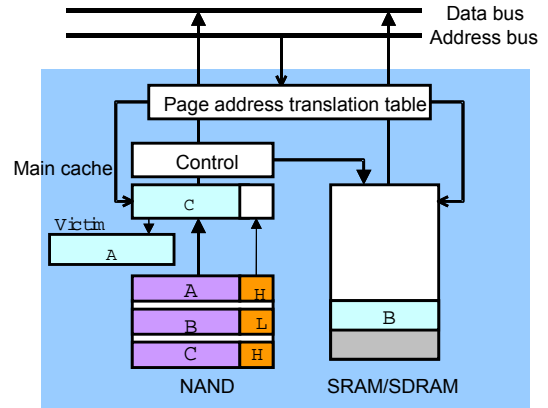 Data bus
Address bus
Page address translation table
Control
Main cache
C
Victim
A
A
H
B
L
B
C
H
NAND
SRAM/SDRAM